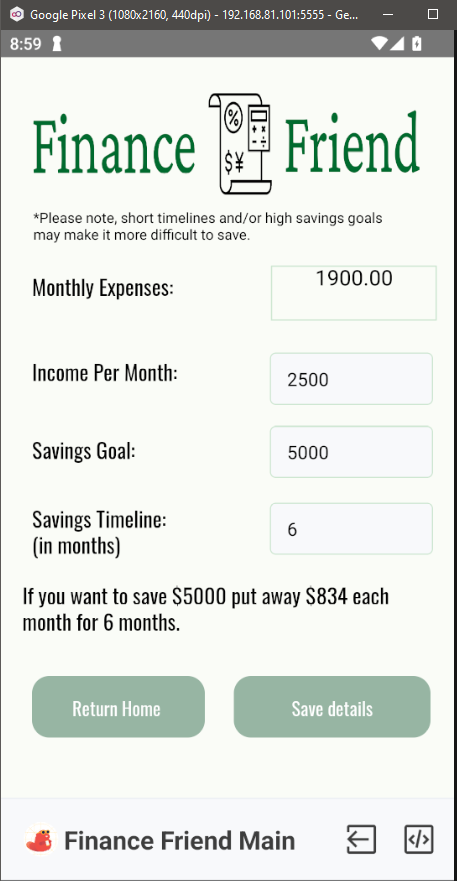 Google Pixel 3 (1080x2160, 440dpi) - 192.168.81.101:5555 - Ge...
8:59
Finance % $¥ Friend
*Please note, short timelines and/or high savings goals
may make it more difficult to save.
Monthly Expenses: 1900.00
Income Per Month: 2500
Savings Goal: 5000
Savings Timeline: 6
(in months)
If you want to save $5000 put away $834 each
month for 6 months.
Return Home Save details
Finance Friend Main